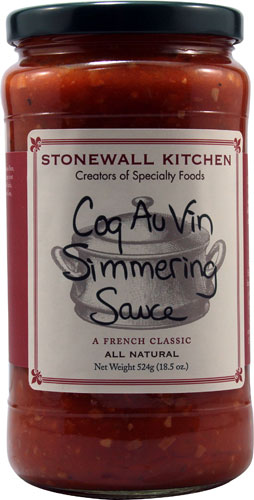 STONEWALL KITCHEN
Creators of Specialty Foods
Coq Au Vin
Simmering
Sauce
A FRENCH CLASSIC
ALL NATURAL
Net Weight 524g (18.5 oz.)